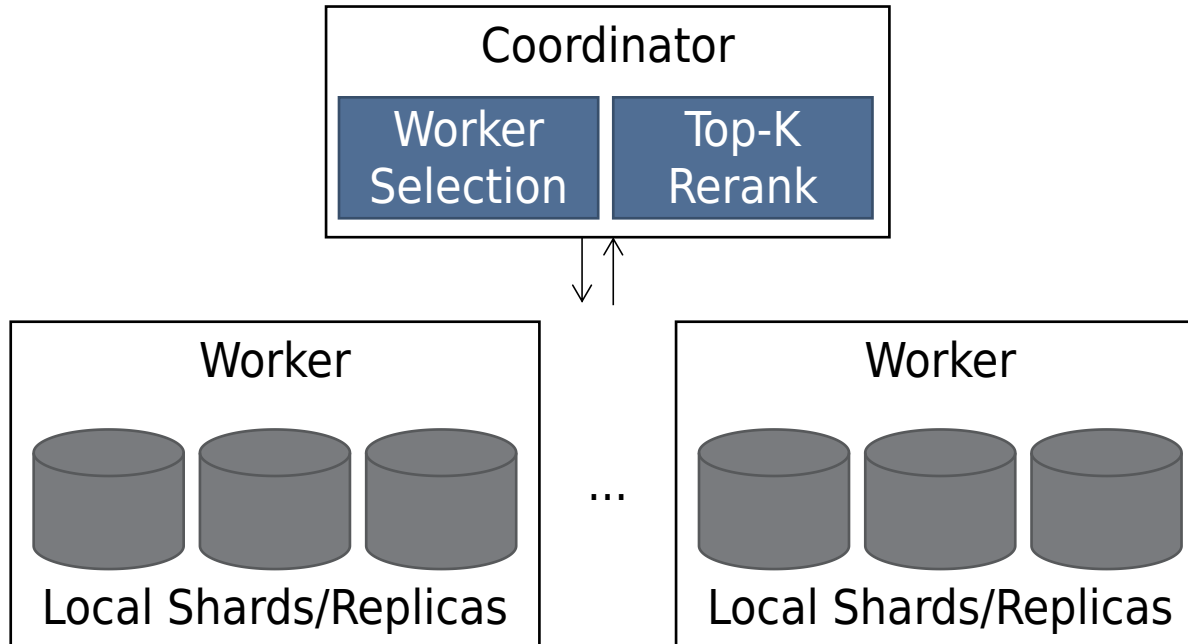 Coordinator
Worker
Selection
Top-K
Rerank
Worker
Local Shards/Replicas
...
Worker
Local Shards/Replicas